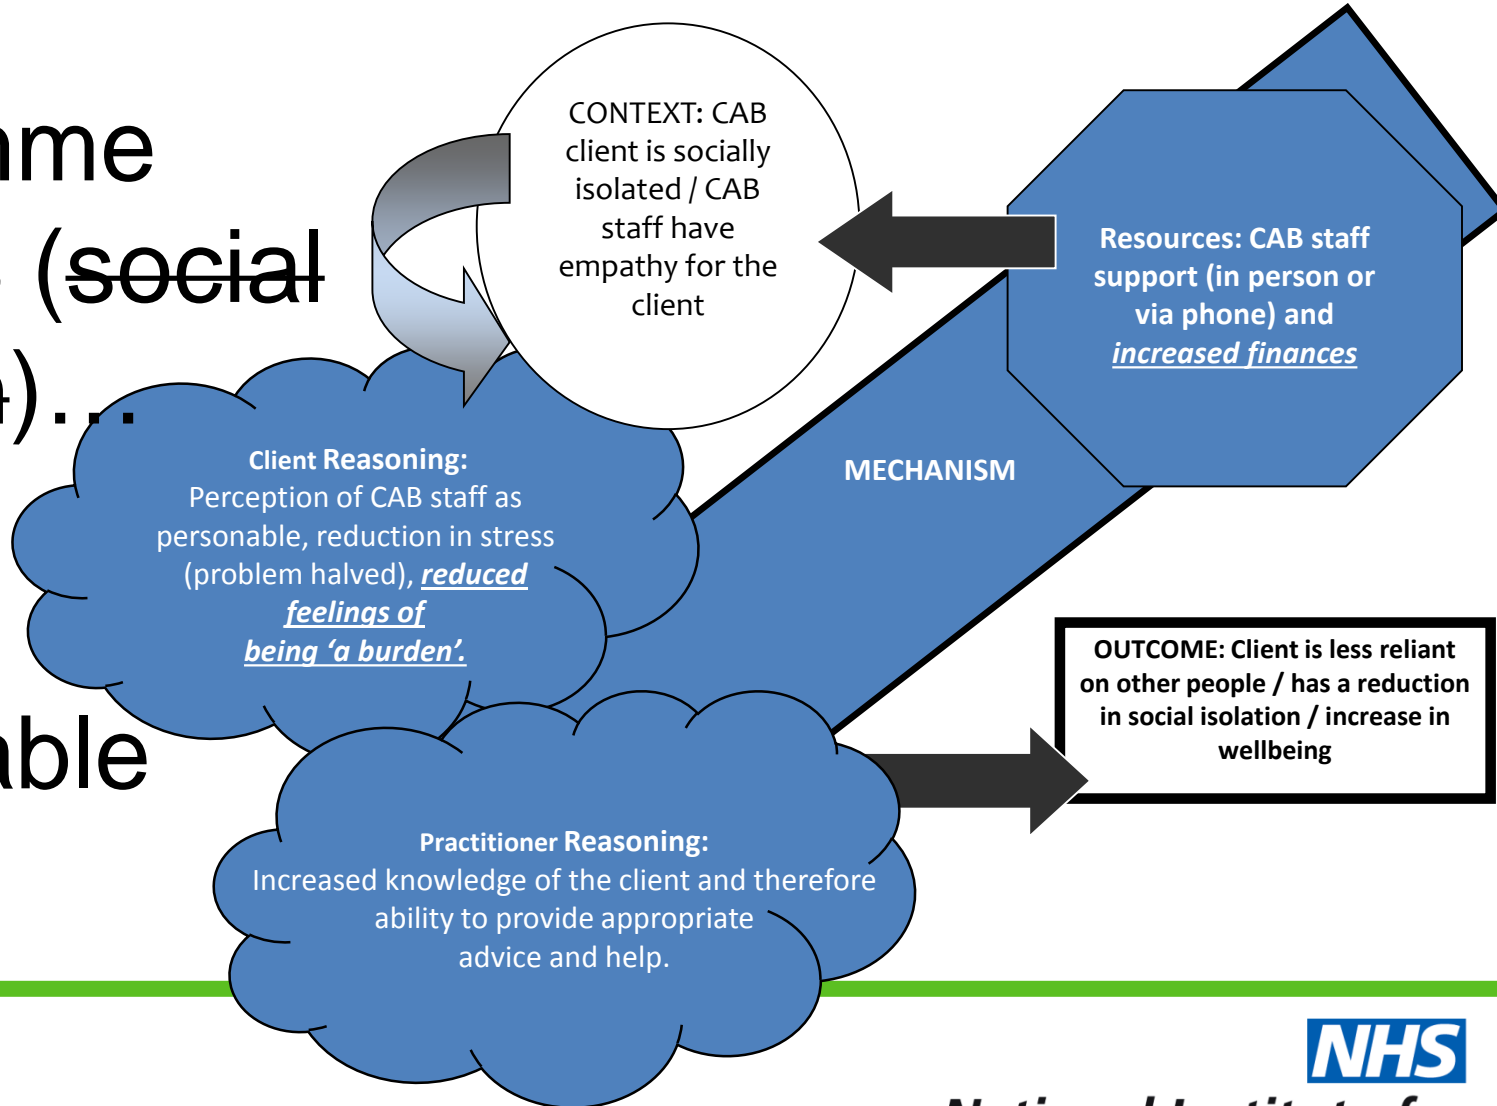 (social
)…
able
CONTEXT: CAB
client is socially
isolated / CAB
staff have
empathy for the
client
Resources: CAB staff
support (in person or
via phone) and
increased finances
MECHANISM
Client Reasoning:
Perception of CAB staff as
personable, reduction in stress
(problem halved), reduced
feelings of
being ‘a burden’.
OUTCOME: Client is less reliant
on other people / has a reduction
in social isolation / increase in
wellbeing
Practitioner Reasoning:
Increased knowledge of the client and therefore
ability to provide appropriate
advice and help.
NHS
National Institute for